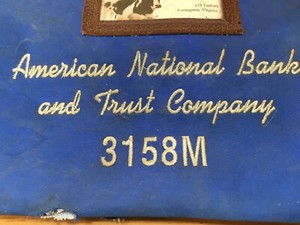 American National Bank
and Trust Company
3158M